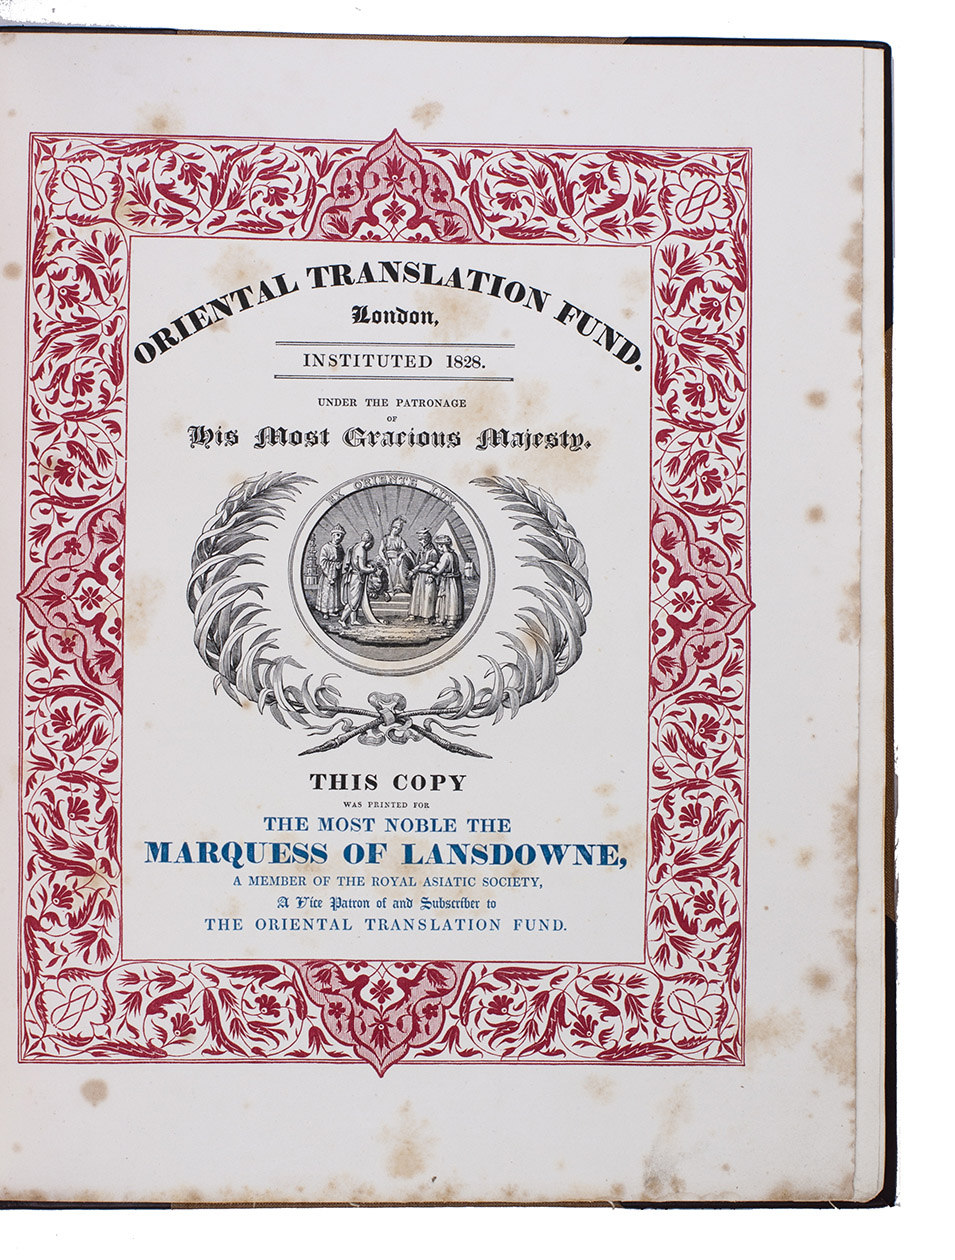 ORIENTAL TRANSLATION FUND.
London,
INSTITUTED 1828.
UNDER THE PATRONAGE
OF
His Most Gracious Majesty.
EX ORIENTE LUX
THIS COPY
WAS PRINTED FOR
THE MOST NOBLE THE
MARQUESS OF LANSDOWNE,
A MEMBER OF THE ROYAL ASIATIC SOCIETY,
A Vice Patron of and Subscriber to
THE ORIENTAL TRANSLATION FUND.